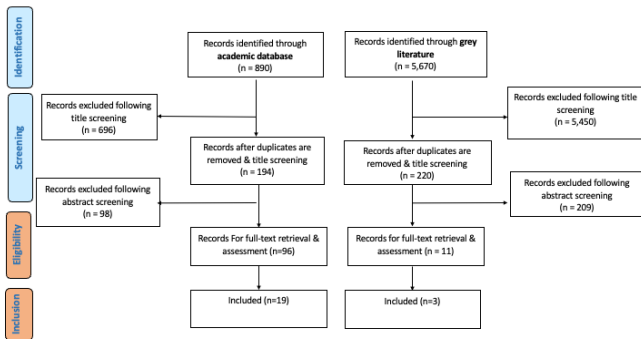 Identification
Records identified through
academic database
(n = 890)
Records identified through grey
literature
(n = 5,670)
Screening
Records excluded following
title screening
(n = 696)
Records excluded following title
screening
(n = 5,450)
Records after duplicates are
removed & title screening
(n = 194)
Records after duplicates are
removed & title screening
(n = 220)
Records excluded following
abstract screening
(n = 98)
Records excluded following
abstract screening
(n = 209)
Eligibility
Records For full-text retrieval &
assessment (n=96)
Records for full-text retrieval &
assessment (n = 11)
Inclusion
Included (n=19)
Included (n=3)